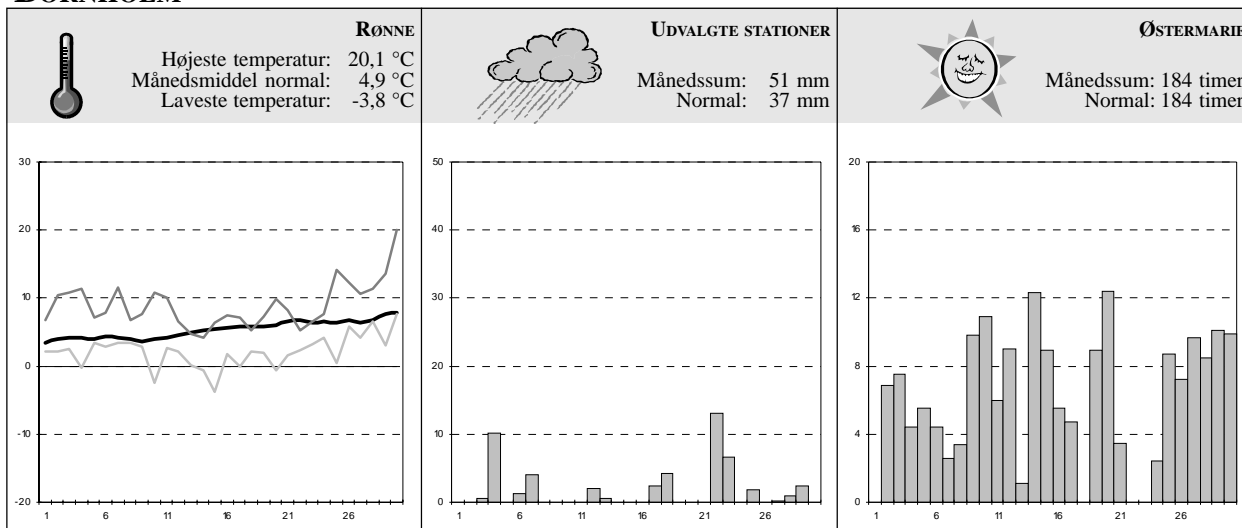 BORNHOLM
RØNNE
Højeste temperatur: 20,1 °C
Månedsmiddel normal: 4,9 °C
Laveste temperatur: -3,8 °C
UDVALGTE STATIONER
Månedssum: 51 mm
Normal: 37 mm
ØSTERMARIE
Månedssum: 184 timer
Normal: 184 timer
30
20
10
0
-10
-20
1 6 11 16 21 26
50
40
30
20
10
0
1 6 11 16 21 26
20
16
12
8
4
0
1 6 11 16 21 26